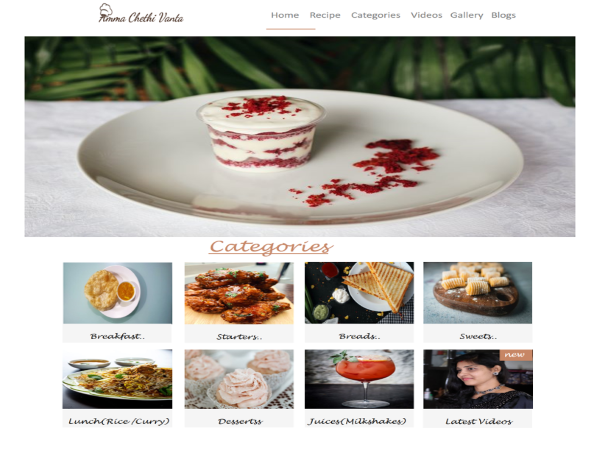 Amma Chethi Vanta
Home Recipe Categories Videos Gallery Blogs
Categories
Breakfast.. Starters.. Breads.. Sweets..
new
Lunch(Rice /Curry) Dessertss Juices(Milkshakes) Latest Videos